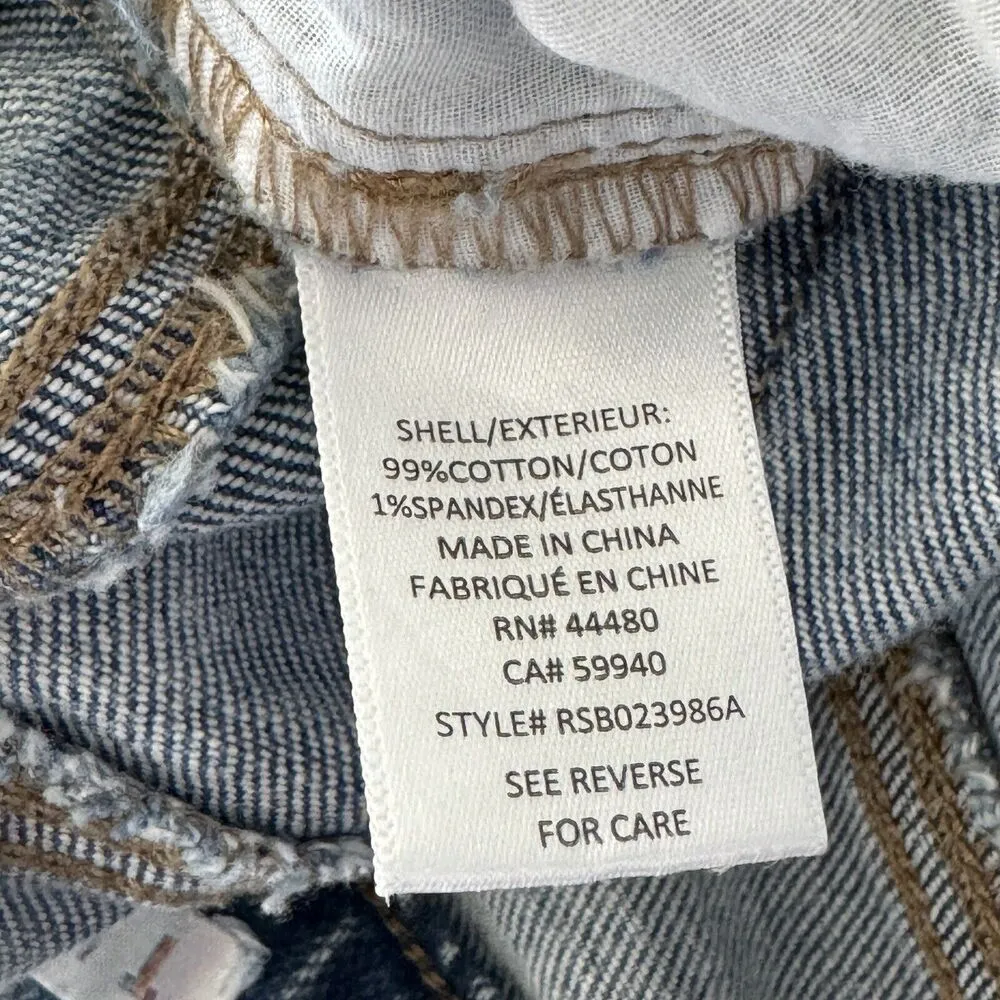 SHELL/EXTERIEUR:
99%COTTON/COTON
1%SPANDEX/ÉLASTHANNE
MADE IN CHINA
FABRIQUÉ EN CHINE
RN# 44480
CA# 59940
STYLE# RSB023986A
SEE REVERSE
FOR CARE